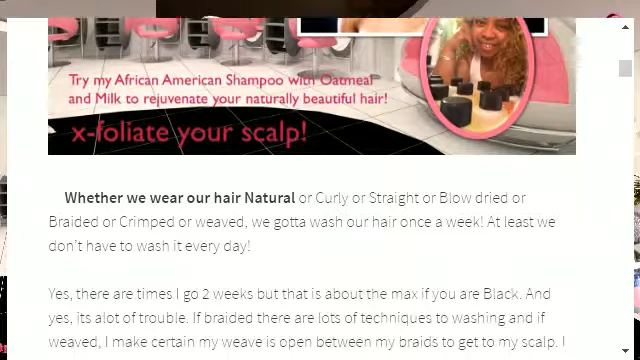 Try my African American Shampoo with Oatmeal
and Milk to rejuvenate your naturally beautiful hair!
x-foliate your scalp!
Whether we wear our hair Natural or Curly or Straight or Blow dried or
Braided or Crimped or weaved, we gotta wash our hair once a week! At least we
don't have to wash it every day!
Yes, there are times I go 2 weeks but that is about the max if you are Black. And
yes, its alot of trouble. If braided there are lots of techniques to washing and if
weaved, I make certain my weave is open between my braids to get to my scalp. I